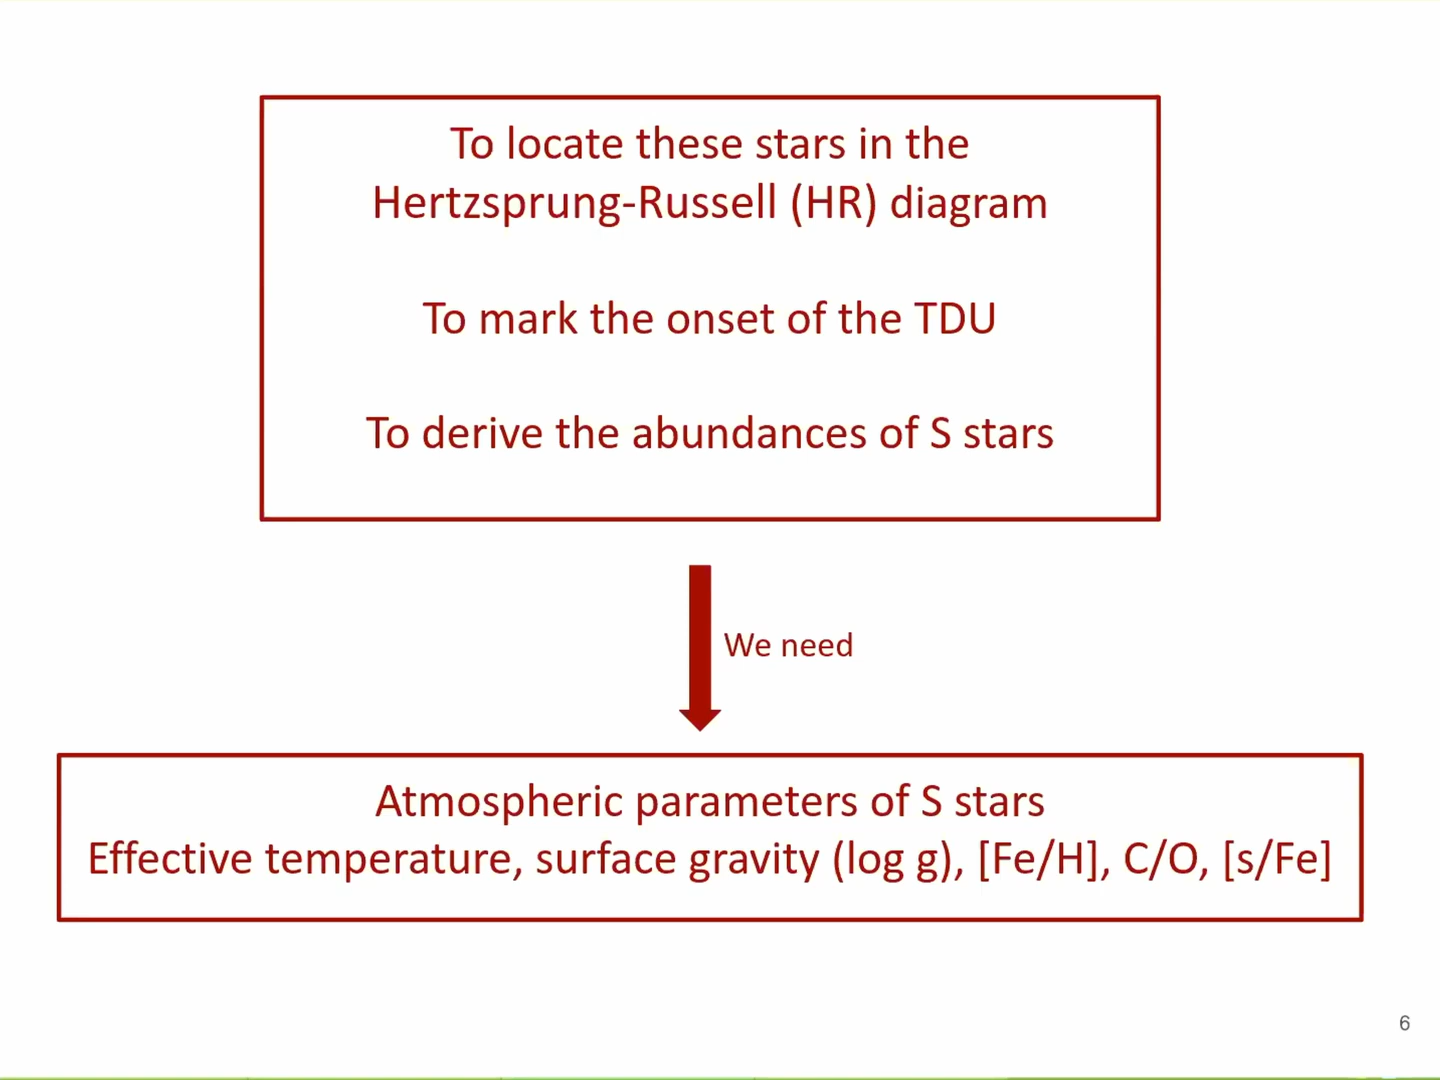 To locate these stars in the
Hertzsprung-Russell (HR) diagram
To mark the onset of the TDU
To derive the abundances of S stars
We need
Atmospheric parameters of S stars
Effective temperature, surface gravity (log g), [Fe/H], C/O, [s/Fe]
6